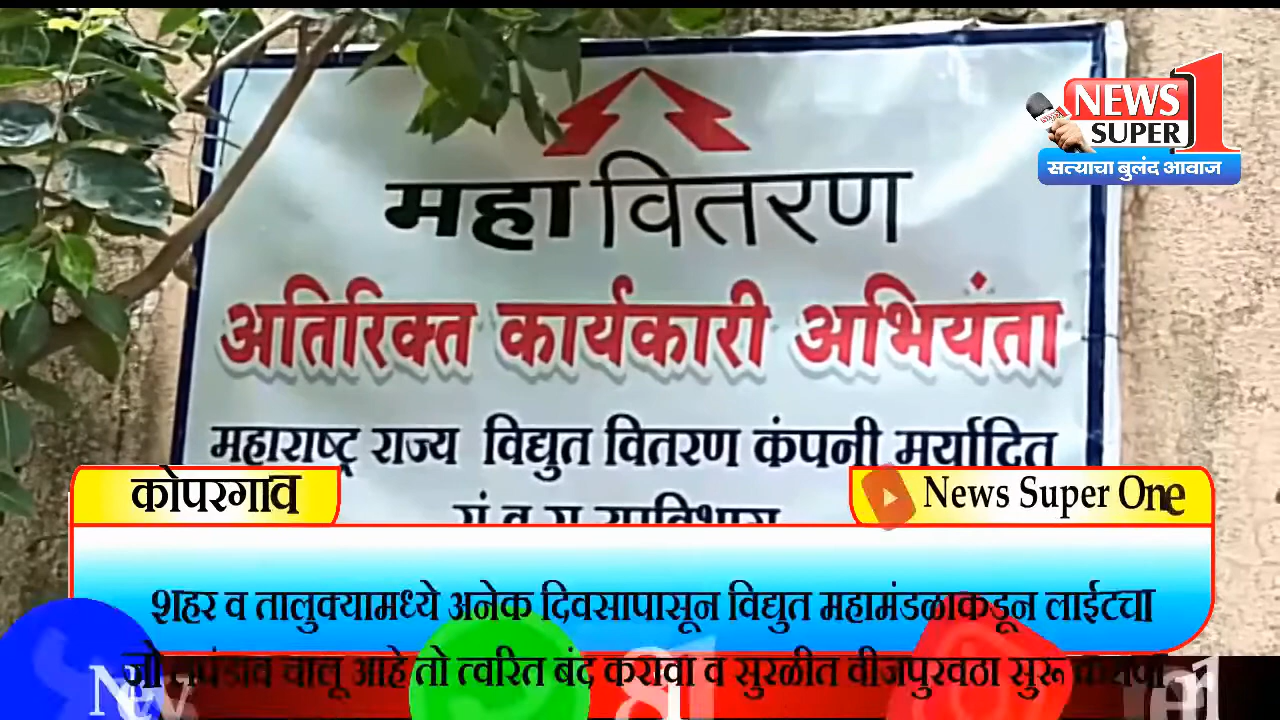 NEWS 1
SUPER
सत्याचा बुलंद आवाज
महावितरण
अतिरिक्त कार्यकारी अभियंता
महाराष्ट्र राज्य विद्युत वितरण कंपनी मर्यादित
कोपरगाव
News Super One
शहर व तालुक्यामध्ये अनेक दिवसापासून विद्युत महामंडळाकडून लाईटचा
जो चालू आहे तो त्वरित बंद करावा व सुरळीत वीजपुरवठा सुरू